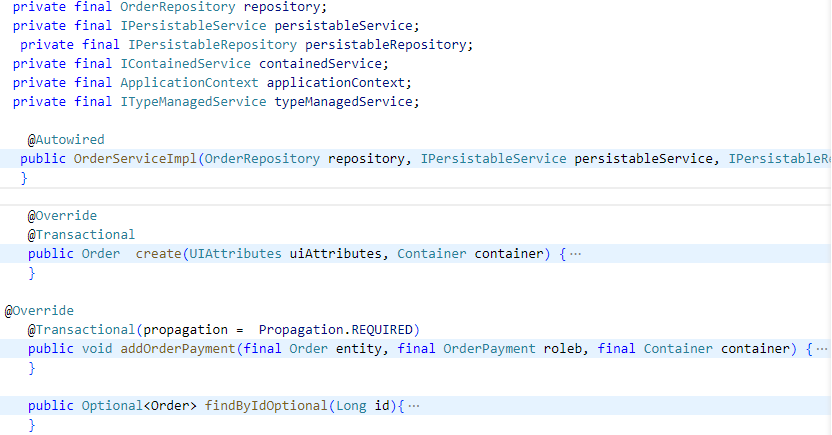 private final OrderRepository repository;
private final IPersistableService persistableService;
private final IPersistableRepository persistableRepository;
private final IContainedService containedService;
private final ApplicationContext applicationContext;
private final ITypeManagedService typeManagedService;
@Autowired
public OrderServiceImpl(OrderRepository repository, IPersistableService persistableService, IPersistableR
}
@Override
@Transactional
public Order  create(UIAttributes uiAttributes, Container container) {···
}
@Override
@Transactional(propagation =  Propagation.REQUIRED)
public void addOrderPayment(final Order entity, final OrderPayment roleb, final Container container) {···
}
public Optional<Order> findByIdOptional(Long id){···
}